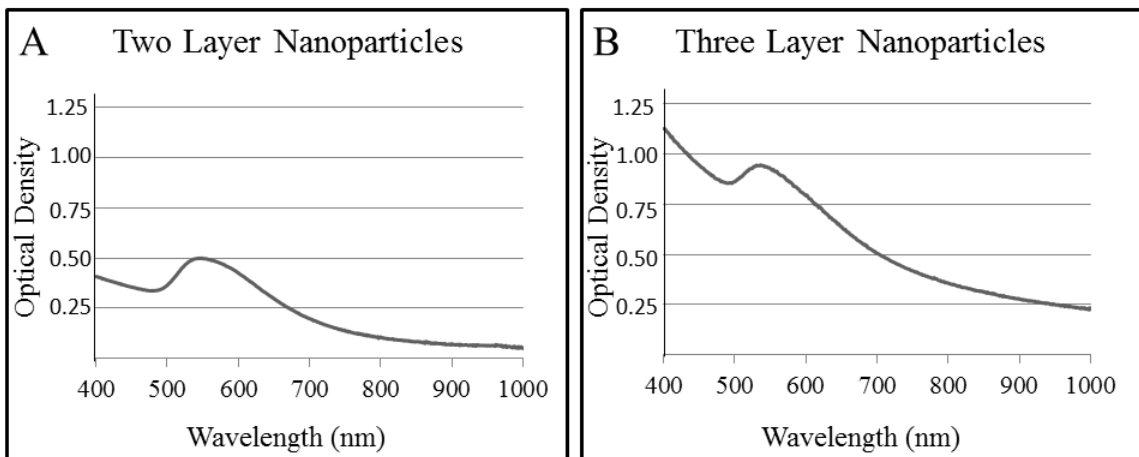 A Two Layer Nanoparticles
1.25
1.00
0.75
0.50
0.25
Optical Density
400 500 600 700 800 900 1000
Wavelength (nm)
B Three Layer Nanoparticles
1.25
1.00
0.75
0.50
0.25
Optical Density
400 500 600 700 800 900 1000
Wavelength (nm)